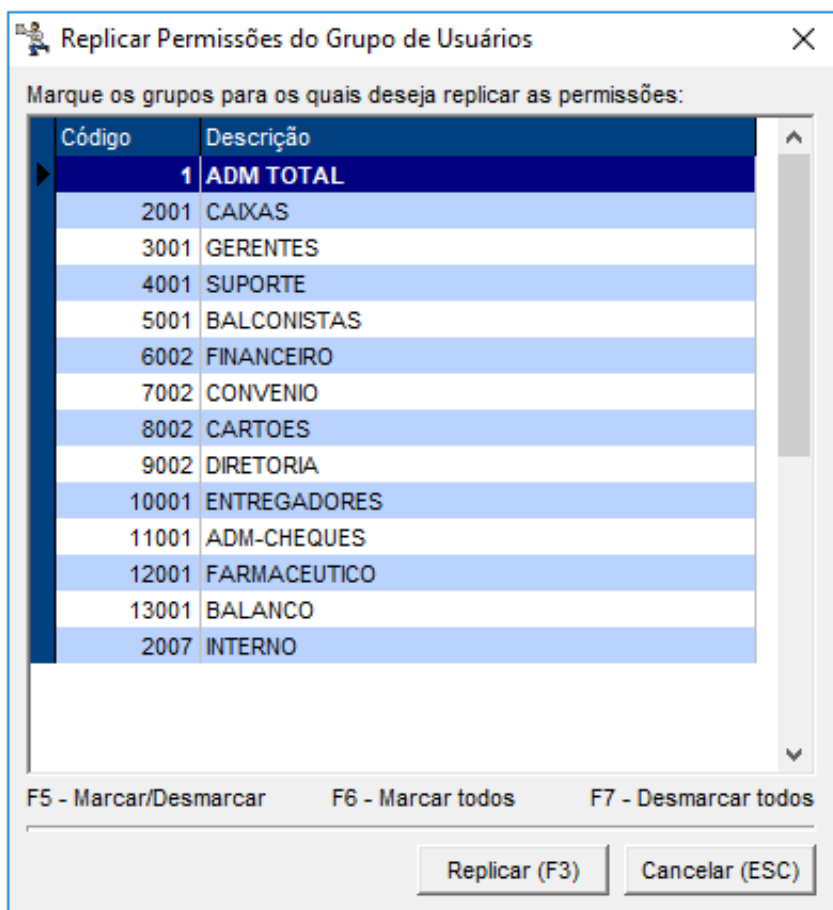 Replicar Permissões do Grupo de Usuários
Marque os grupos para os quais deseja replicar as permissões:
Código Descrição
1 ADM TOTAL
2001 CAIXAS
3001 GERENTES
4001 SUPORTE
5001 BALCONISTAS
6002 FINANCEIRO
7002 CONVENIO
8002 CARTOES
9002 DIRETORIA
10001 ENTREGADORES
11001 ADM-CHEQUES
12001 FARMACEUTICO
13001 BALANCO
2007 INTERNO
F5 - Marcar/Desmarcar F6 - Marcar todos F7 - Desmarcar todos
Replicar (F3) Cancelar (ESC)